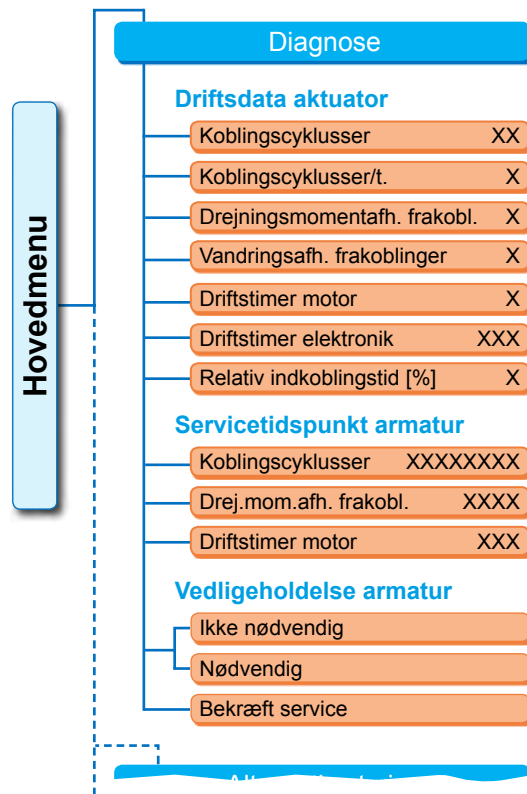 Hovedmenu
Diagnose
Driftsdata aktuator
Koblingscyklusser XX
Koblingscyklusser/t. X
Drejningsmomentafh. frakobl. X
Vandringsafh. frakoblinger X
Driftstimer motor X
Driftstimer elektronik XXX
Relativ indkoblingstid [%] X
Servicetidspunkt armatur
Koblingscyklusser XXXXXXXX
Drej.mom.afh. frakobl. XXXX
Driftstimer motor XXX
Vedligeholdelse armatur
Ikke nødvendig
Nødvendig
Bekræft service